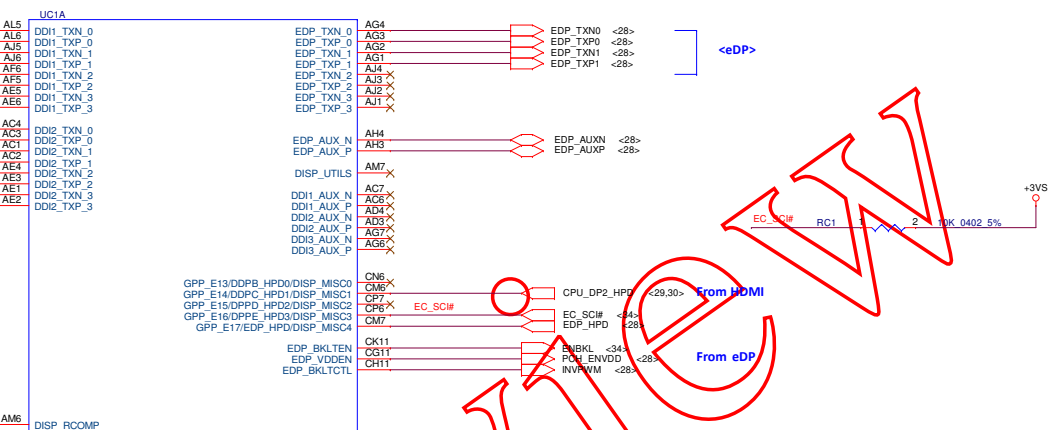 UC1A
AL5 DDI1_TXN_0 EDP_TXN_0 AG4 EDP_TXN0 <28>
AL6 DDI1_TXP_0 EDP_TXP_0 AG3 EDP_TXP0 <28>
AJ5 DDI1_TXN_1 EDP_TXN_1 AG2 EDP_TXN1 <28> <eDP>
AJ6 DDI1_TXP_1 EDP_TXP_1 AG1 EDP_TXP1 <28>
AF6 DDI1_TXN_2 EDP_TXN_2 AJ4
AF5 DDI1_TXP_2 EDP_TXP_2 AJ3
AE5 DDI1_TXN_3 EDP_TXN_3 AJ2
AE6 DDI1_TXP_3 EDP_TXP_3 AJ1
AC4 DDI2_TXN_0
AC3 DDI2_TXP_0 EDP_AUX_N AH4 EDP_AUXN <28>
AC1 DDI2_TXN_1 EDP_AUX_P AH3 EDP_AUXP <28>
AC2 DDI2_TXP_1
AE4 DDI2_TXN_2 DISP_UTILS AM7
AE3 DDI2_TXP_2
AE1 DDI2_TXN_3 DDI1_AUX_N AC7
AE2 DDI2_TXP_3 DDI1_AUX_P AC6 +3VS
DDI2_AUX_N AD4
DDI2_AUX_P AD3 EC_SCI# RC1 1 2 10K_0402_5%
DDI3_AUX_N AG7
DDI3_AUX_P AG6
GPP_E13/DDPB_HPD0/DISP_MISC0 CN6
GPP_E14/DDPC_HPD1/DISP_MISC1 CM6 CPU_DP2_HPD <29,30> From HDMI
GPP_E15/DPPD_HPD2/DISP_MISC2 CP7 EC_SCI#
GPP_E16/DPPE_HPD3/DISP_MISC3 CP6 EC_SCI# <34>
GPP_E17/EDP_HPD/DISP_MISC4 CM7 EDP_HPD <28>
EDP_BKLTEN CK11 ENBKL <34>
EDP_VDDEN CG11 PCH_ENVDD <28> From eDP
EDP_BKLTCTL CH11 INVPWM <28>
AM6 DISP_RCOMP
new